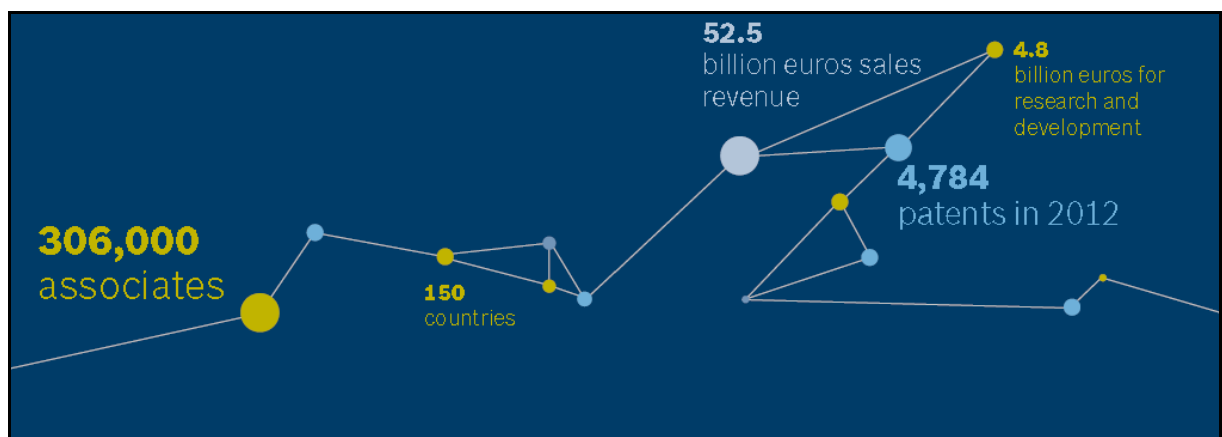 306,000
associates
150
countries
52.5
billion euros sales
revenue
4.8
billion euros for
research and
development
4,784
patents in 2012